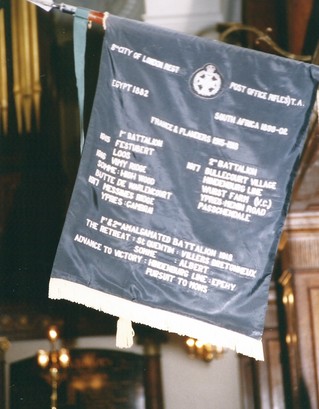 8TH CITY OF LONDON REGT
POST OFFICE RIFLES T.A.
EGYPT 1882
SOUTH AFRICA 1899-02
FRANCE & FLANDERS 1915-1918
1ST BATTALION
1915 FESTUBERT
1915 LOOS
1916 VIMY RIDGE
SOMME: HIGH WOOD
BUTTE DE WARLENCOURT
1917 MESSINES RIDGE
YPRES: CAMBRAI
2ND BATTALION
1917 BULLECOURT VILLAGE
HINDENBURG LINE
WURST FARM (V.C)
YPRES: MENIN ROAD
PASSCHENDALE
1ST & 2ND AMALGAMATED BATTALION 1918
THE RETREAT: ST QUENTIN: VILLERS BRETONNEUX
SOMME: ALBERT
ADVANCE TO VICTORY: HINDENBURG LINE: EPEHY
PURSUIT TO MONS